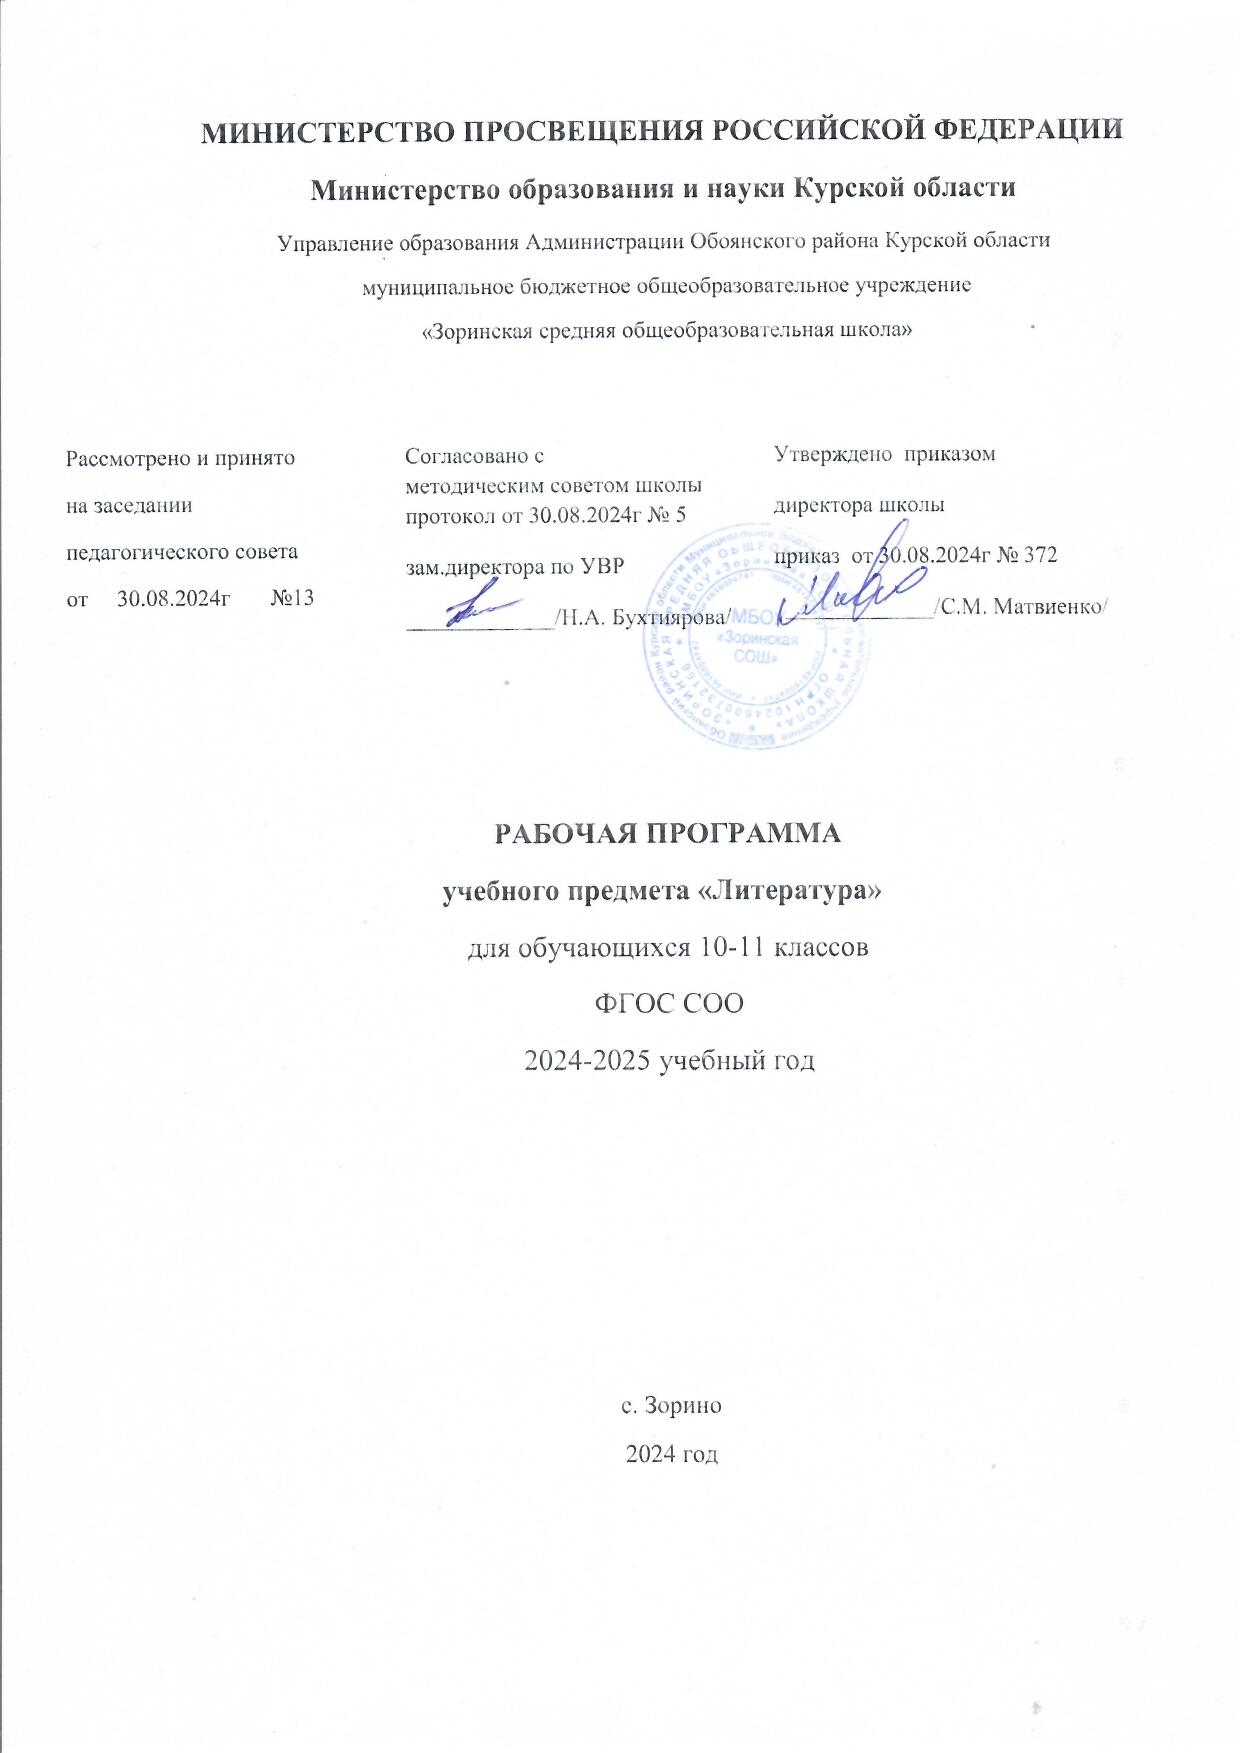 МИНИСТЕРСТВО ПРОСВЕЩЕНИЯ РОССИЙСКОЙ ФЕДЕРАЦИИ
Министерство образования и науки Курской области
Управление образования Администрации Обоянского района Курской области
муниципальное бюджетное общеобразовательное учреждение
«Зоринская средняя общеобразовательная школа»
Рассмотрено и принято
на заседании
педагогического совета
от 30.08.2024г №13
Согласовано с
методическим советом школы
протокол от 30.08.2024г № 5
зам.директора по УВР
/Н.А. Бухтиярова/
Утверждено приказом
директора школы
приказ от 30.08.2024г № 372
/С.М. Матвиенко/
МБОУ
«Зоринская
СОШ»
РАБОЧАЯ ПРОГРАММА
учебного предмета «Литература»
для обучающихся 10-11 классов
ФГОС СОО
2024-2025 учебный год
с. Зорино
2024 год